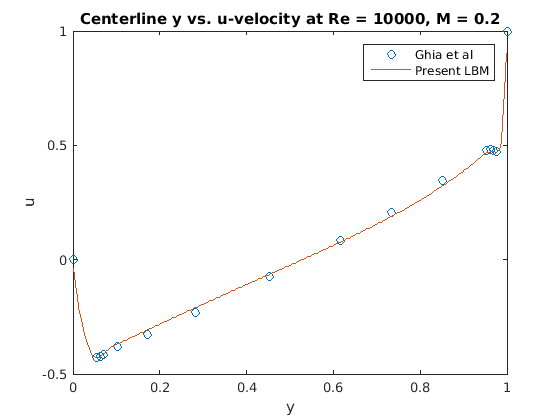 Centerline y vs. u-velocity at Re = 10000, M = 0.2
Ghia et al
Present LBM
1
0.5
0
-0.5
u
0
0.2
0.4
0.6
0.8
1
y